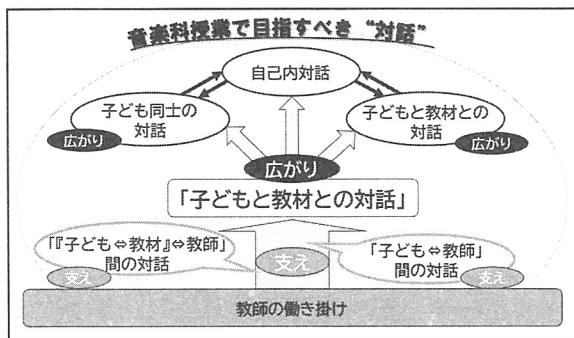 音楽科授業で目指すべき“対話”
自己内対話
子ども同士の
対話
広がり
子どもと教材との
対話
広がり
広がり
「子どもと教材との対話」
「『子ども⇔教材』⇔教師」
間の対話
支え
支え
「子ども⇔教師」
間の対話
支え
教師の働き掛け